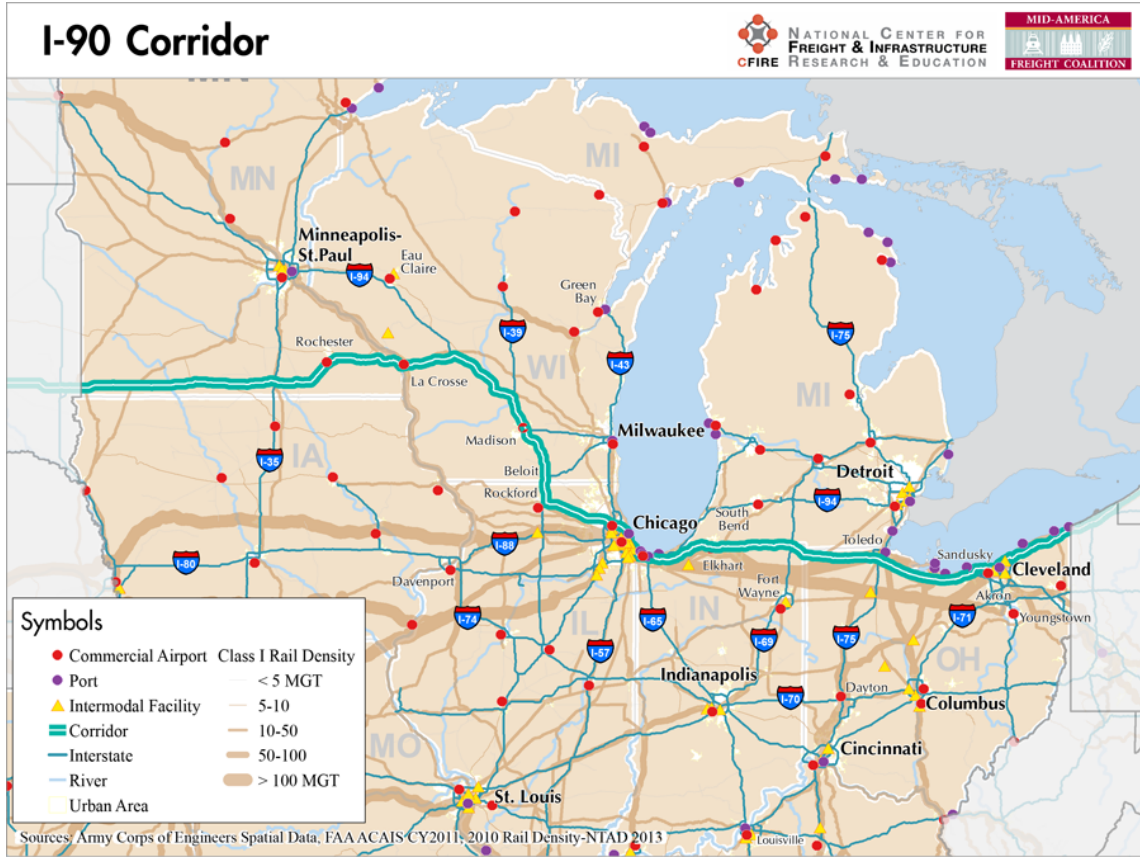 I-90 Corridor
CFIRE
NATIONAL CENTER FOR
FREIGHT & INFRASTRUCTURE
RESEARCH & EDUCATION
MID-AMERICA
FREIGHT COALITION
MN
MI
MN
Minneapolis-
St.Paul
Eau
Claire
I-94
Green
Bay
I-39
I-75
Rochester
WI
I-43
La Crosse
MI
Madison
Milwaukee
IA
I-35
Beloit
Rockford
Detroit
I-94
South
Bend
Chicago
I-88
Toledo
Sandusky
I-80
Elkhart
Cleveland
Davenport
Fort
Wayne
Akron
Youngstown
I-74
IL
I-65
IN
I-71
I-57
I-69
I-75
OH
Indianapolis
Dayton
I-70
Columbus
MO
Cincinnati
St. Louis
Louisville
Symbols
Commercial Airport
Port
Intermodal Facility
Corridor
Interstate
River
Urban Area
Class I Rail Density
< 5 MGT
5-10
10-50
50-100
> 100 MGT
Sources: Army Corps of Engineers Spatial Data, FAA ACAIS CY2011, 2010 Rail Density-NTAD 2013